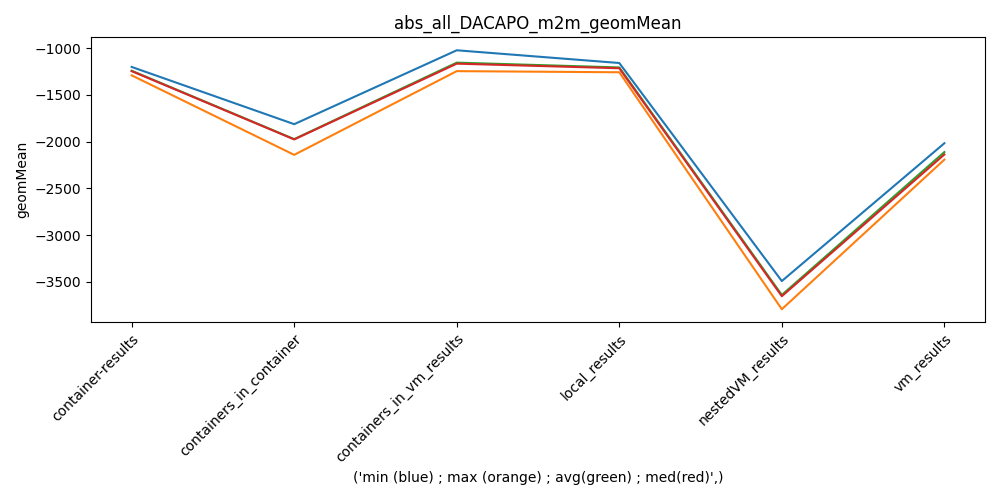 abs_all_DACAPO_m2m_geomMean
geomMean
−1000
−1500
−2000
−2500
−3000
−3500
container-results
containers_in_container
containers_in_vm_results
local_results
nestedVM_results
vm_results
('min (blue) ; max (orange) ; avg(green) ; med(red)',)